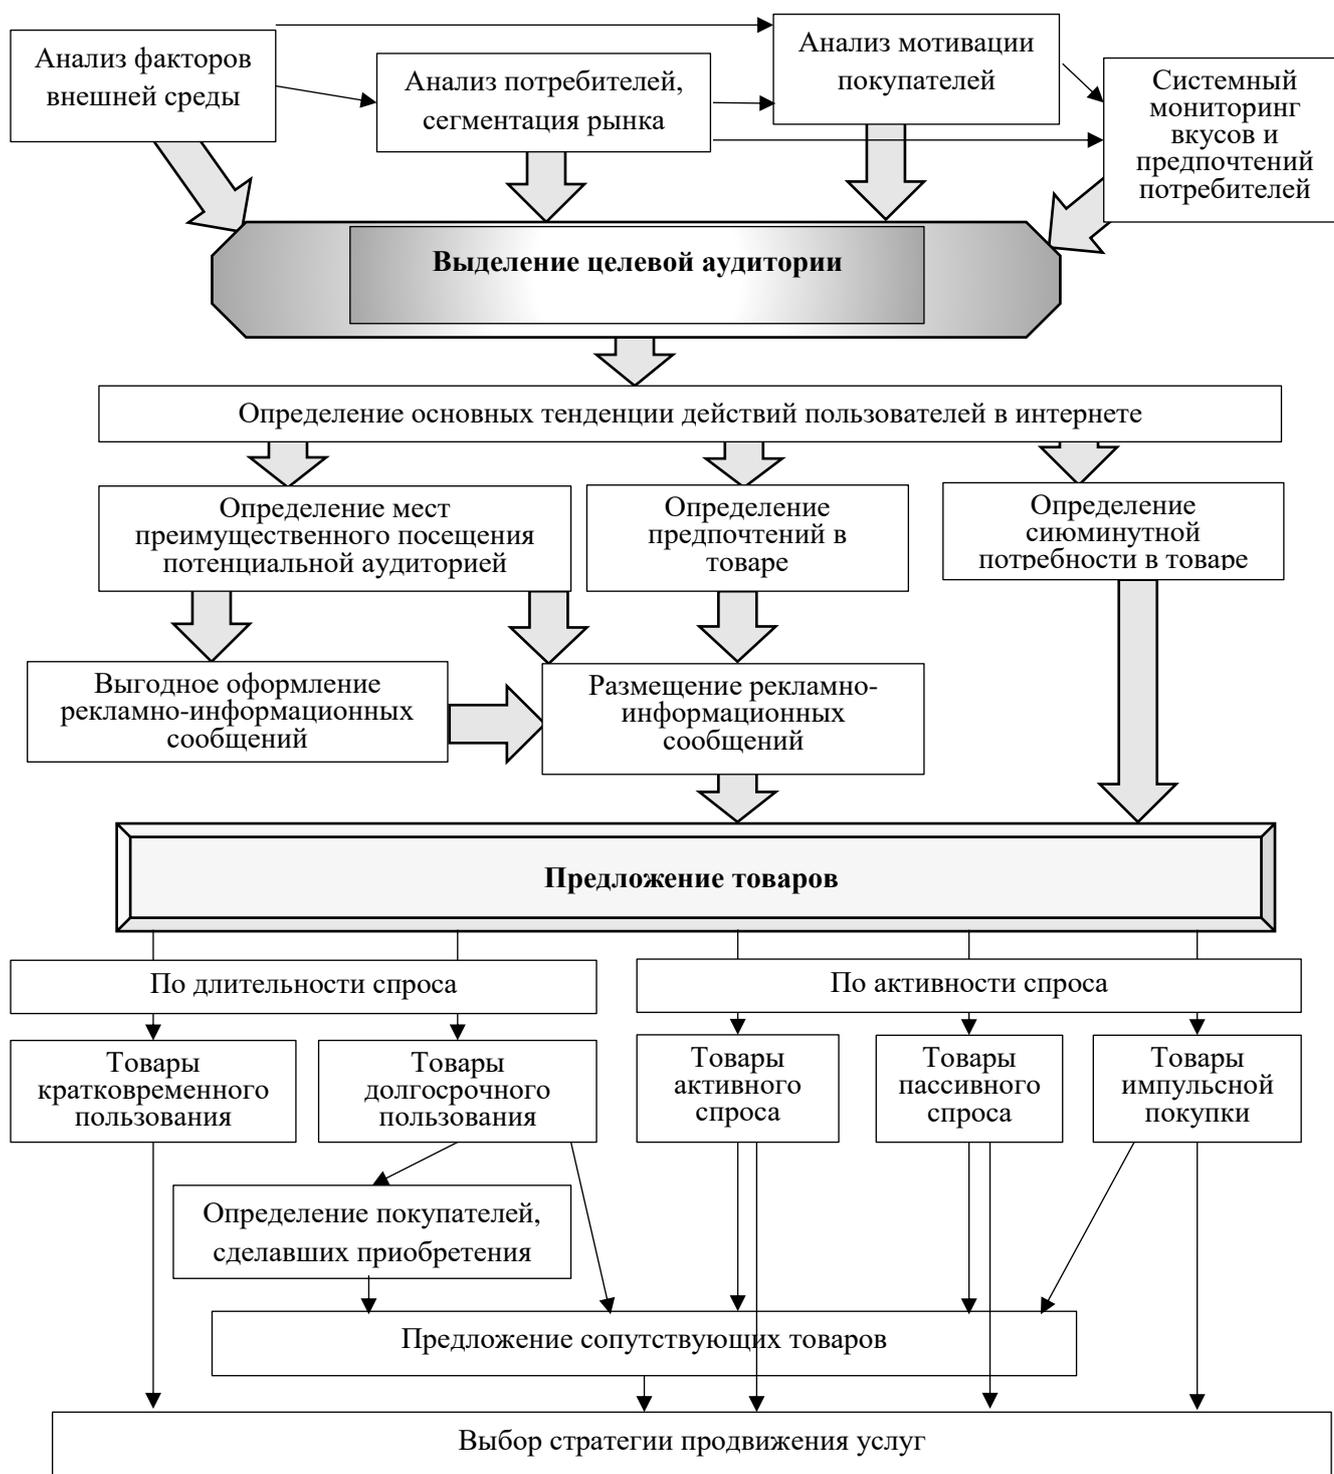 Анализ факторов
внешней среды
Анализ потребителей,
сегментация рынка
Анализ мотивации
покупателей
Системный
мониторинг
вкусов и
предпочтений
потребителей
Выделение целевой аудитории
Определение основных тенденции действий пользователей в интернете
Определение мест
преимущественного посещения
потенциальной аудиторией
Определение
предпочтений в
товаре
Определение
сиюминутной
потребности в товаре
Выгодное оформление
рекламно-информационных
сообщений
Размещение рекламно-
информационных
сообщений
Предложение товаров
По длительности спроса
По активности спроса
Товары
кратковременного
пользования
Товары
долгосрочного
пользования
Товары
активного
спроса
Товары
пассивного
спроса
Товары
импульсной
покупки
Определение покупателей,
сделавших приобретения
Предложение сопутствующих товаров
Выбор стратегии продвижения услуг